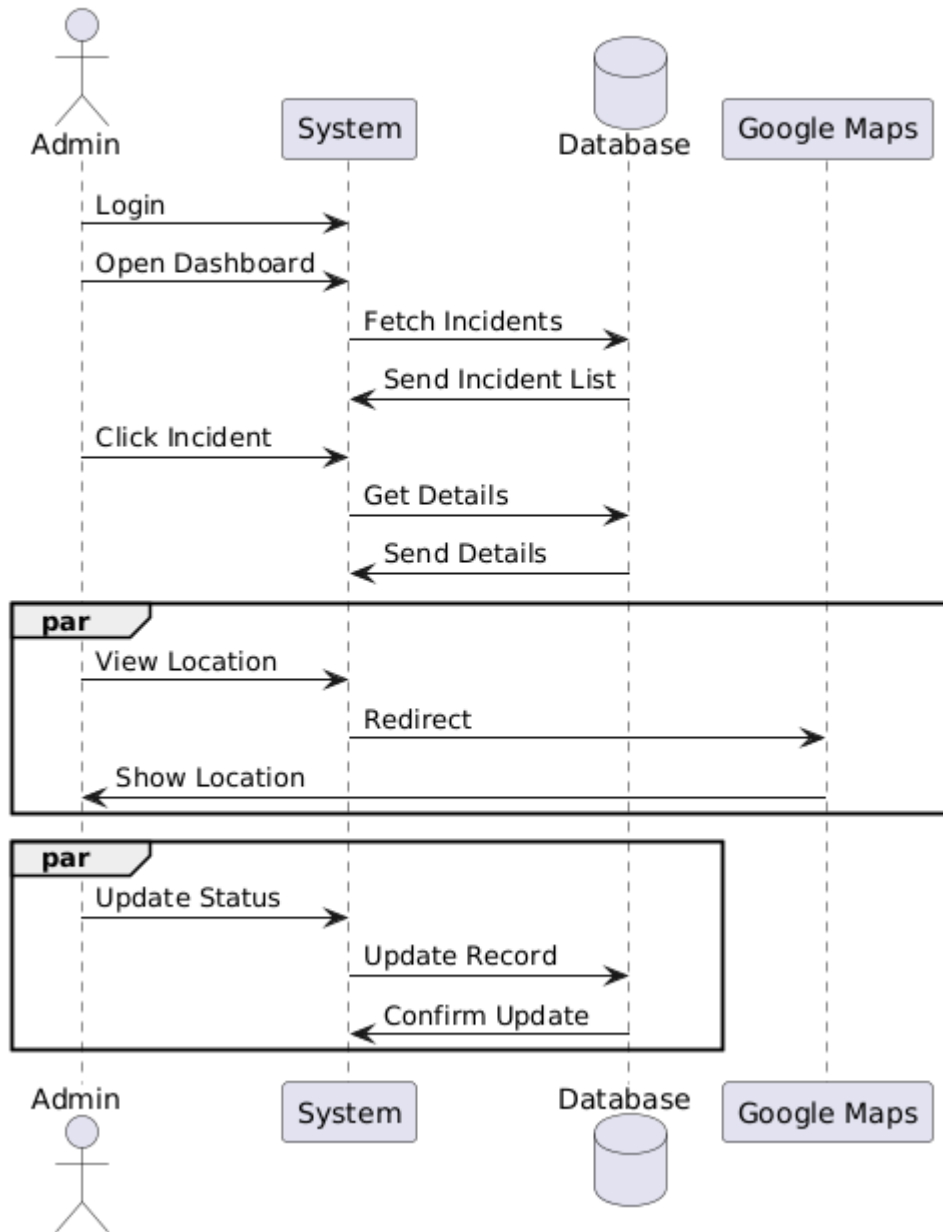 Admin
System
Database
Google Maps
Login
Open Dashboard
Fetch Incidents
Send Incident List
Click Incident
Get Details
Send Details
par
View Location
Redirect
Show Location
par
Update Status
Update Record
Confirm Update
Admin
System
Database
Google Maps